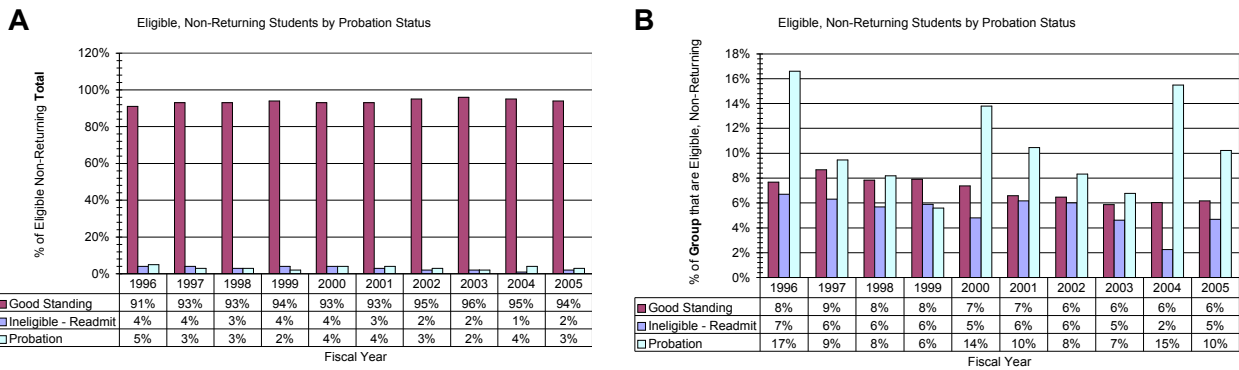 A
Eligible, Non-Returning Students by Probation Status
% of Eligible Non-Returning Total
120%
100%
80%
60%
40%
20%
0%
1996 1997 1998 1999 2000 2001 2002 2003 2004 2005
Good Standing 91% 93% 93% 94% 93% 93% 95% 96% 95% 94%
Ineligible - Readmit 4% 4% 3% 4% 4% 3% 2% 2% 1% 2%
Probation 5% 3% 3% 2% 4% 4% 3% 2% 4% 3%
Fiscal Year
B
Eligible, Non-Returning Students by Probation Status
% of Group that are Eligible, Non-Returning
18%
16%
14%
12%
10%
8%
6%
4%
2%
0%
1996 1997 1998 1999 2000 2001 2002 2003 2004 2005
Good Standing 8% 9% 8% 8% 7% 7% 6% 6% 6% 6%
Ineligible - Readmit 7% 6% 6% 6% 5% 6% 6% 5% 2% 5%
Probation 17% 9% 8% 6% 14% 10% 8% 7% 15% 10%
Fiscal Year